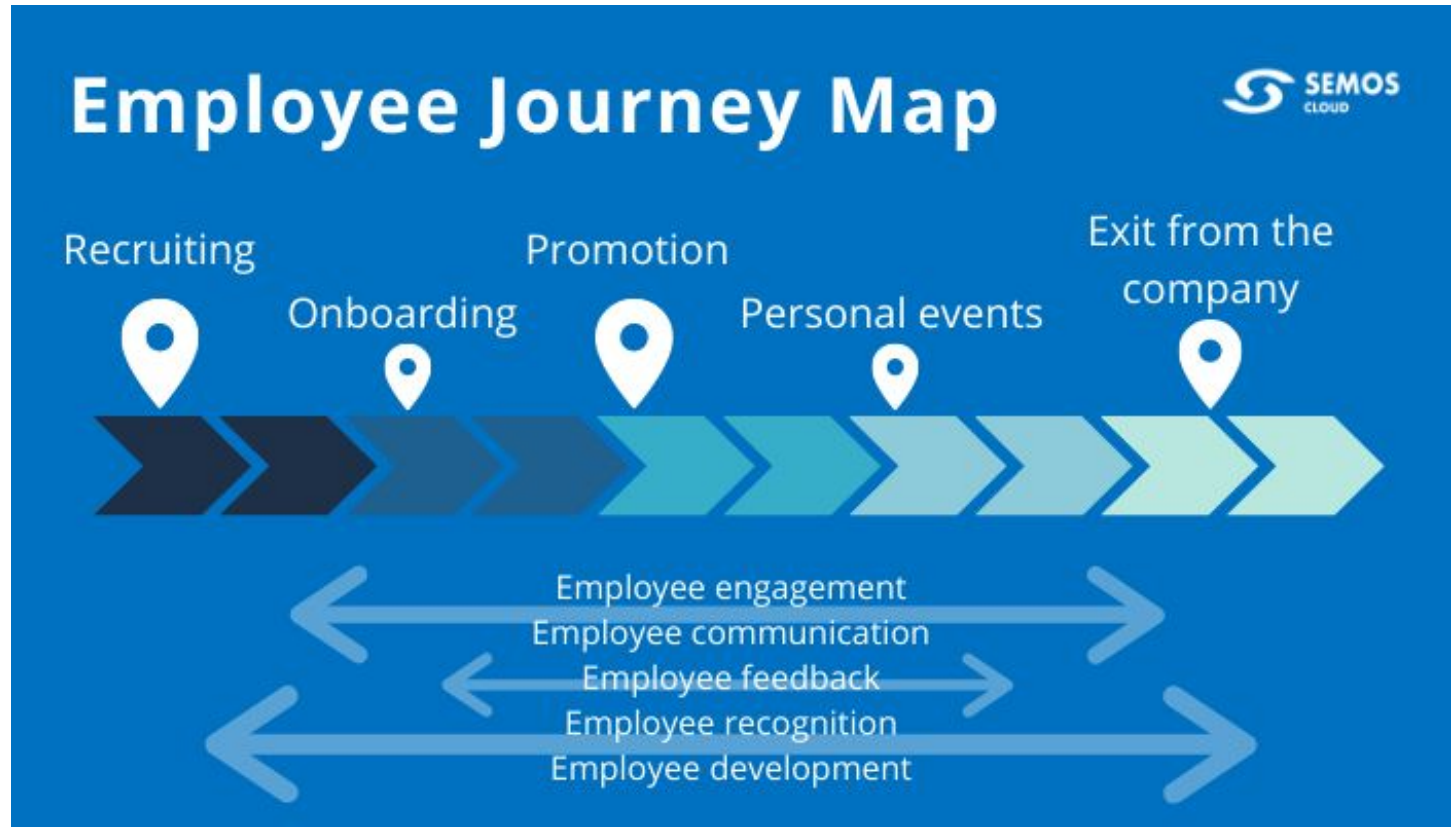 Employee Journey Map
SEMOS
CLOUD
Recruiting
Onboarding
Promotion
Personal events
Exit from the
company
Employee engagement
Employee communication
Employee feedback
Employee recognition
Employee development